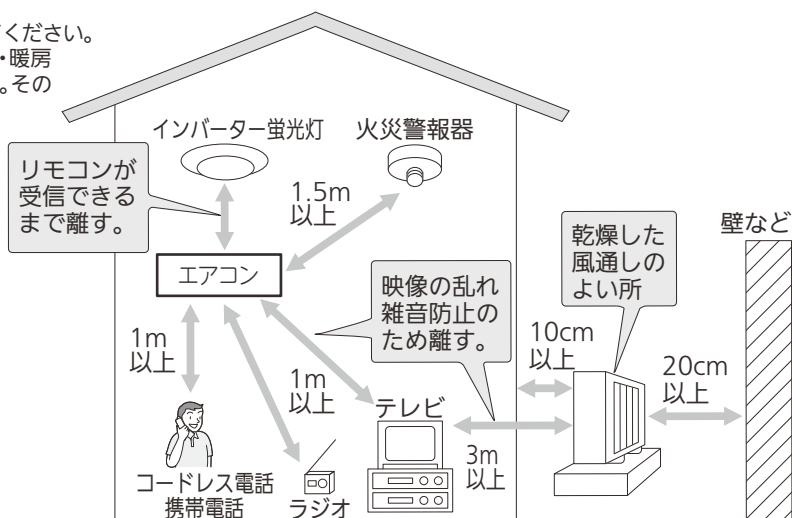 ください。
・暖房
。その
インバーター蛍光灯
火災警報器
リモコンが
受信できる
まで離す。
1.5m
以上
エアコン
映像の乱れ
雑音防止の
ため離す。
乾燥した
風通しの
よい所
壁など
1m
以上
1m
以上
10cm
以上
20cm
以上
テレビ
3m
以上
コードレス電話
携帯電話
ラジオ